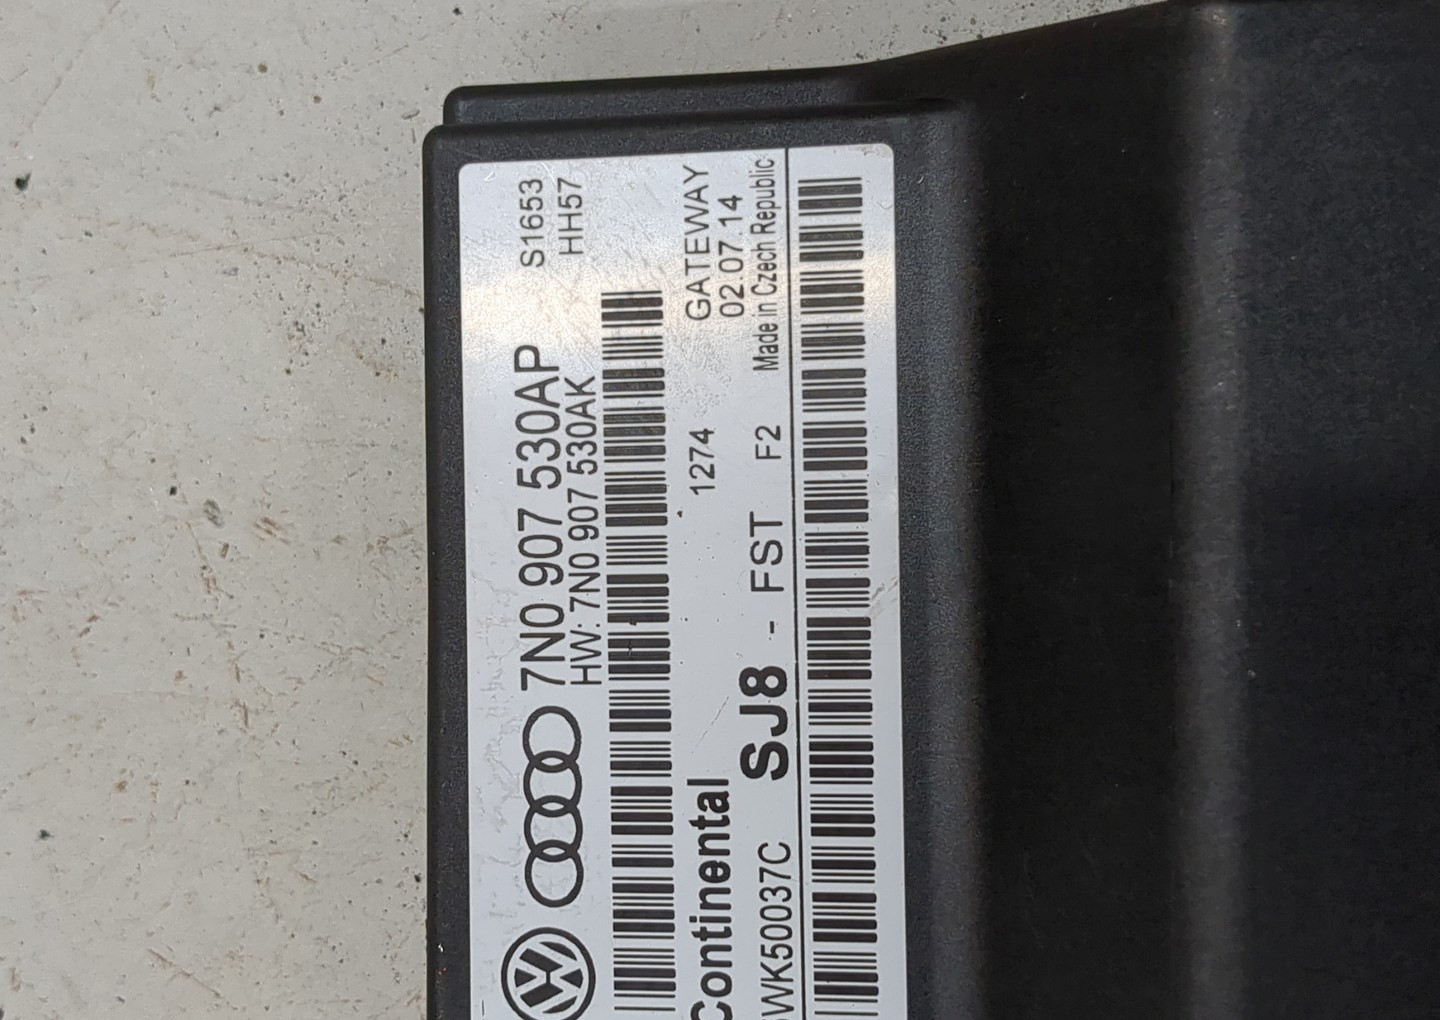 7N0 907 530AP S1653
HW: 7N0 907 530AK HH57
Continental 1274 GATEWAY
02.07.14
WK50037C SJ8 - FST F2 Made in Czech Republic